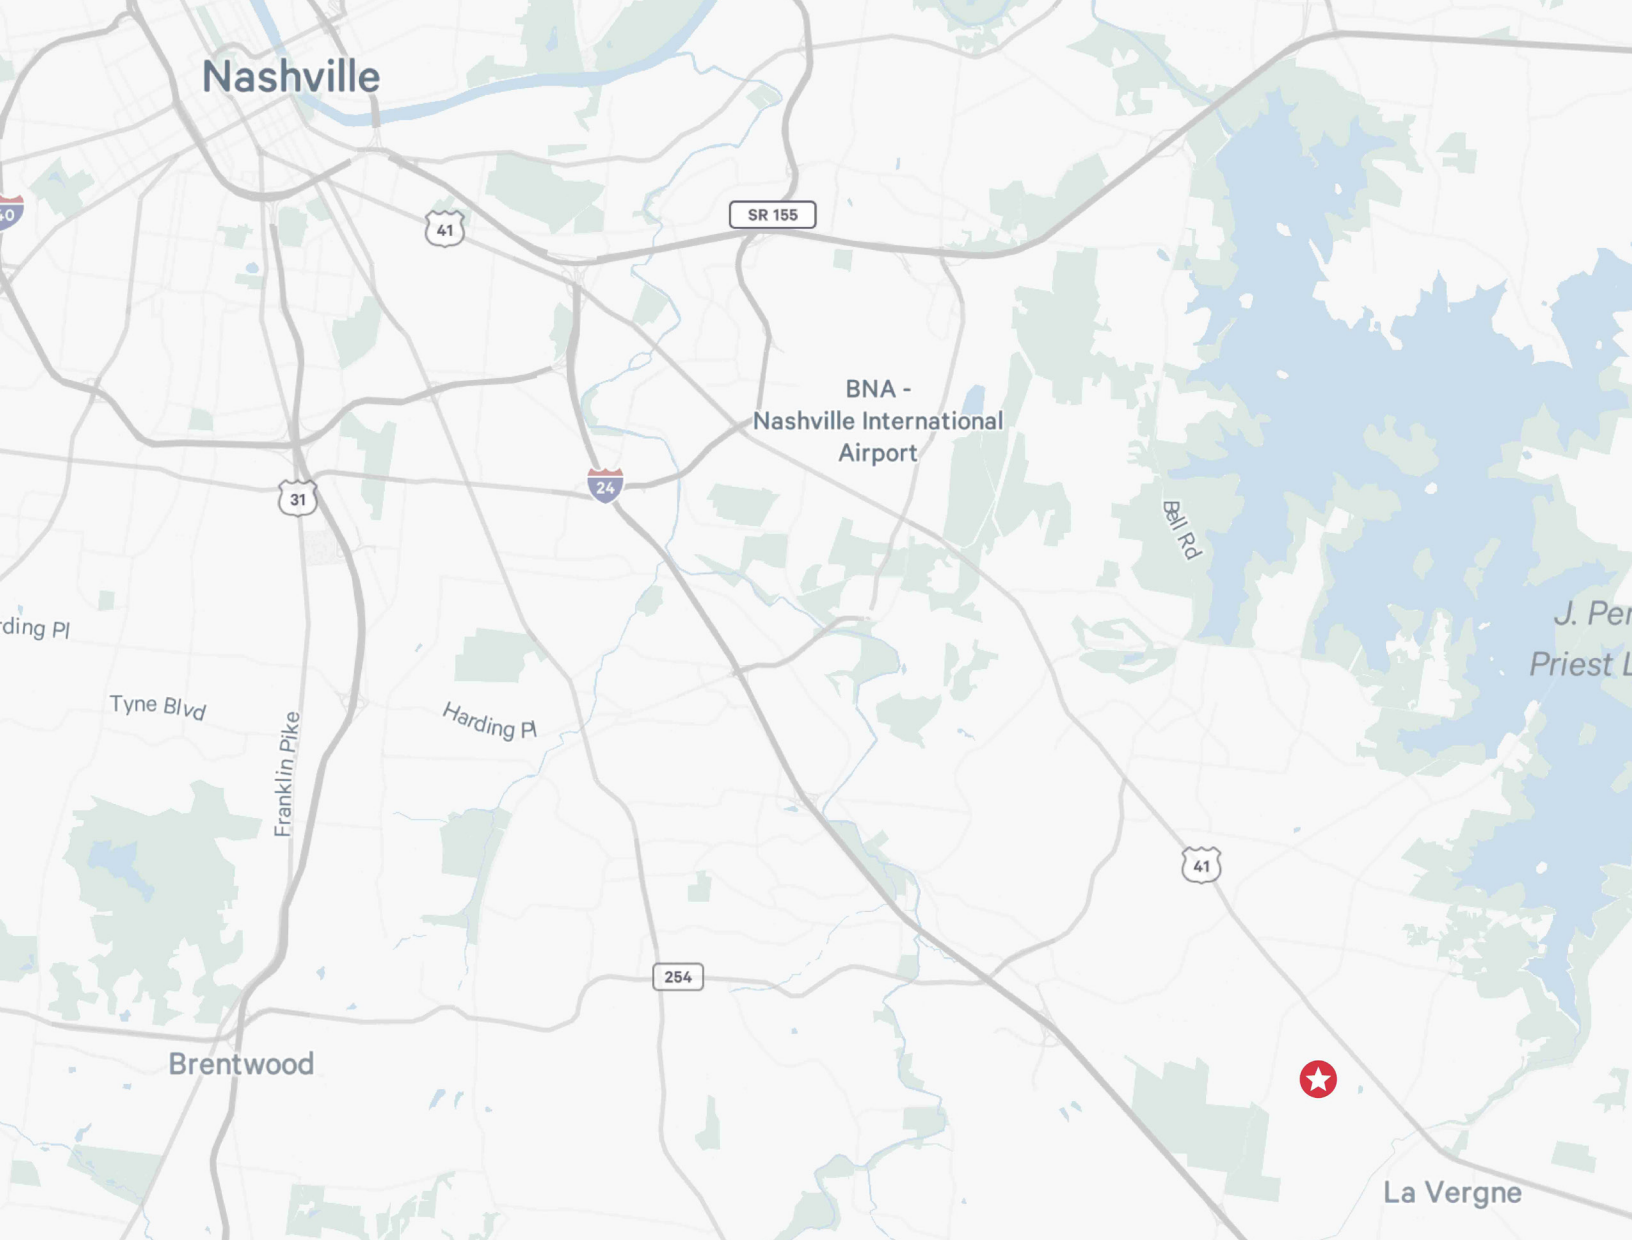 Nashville
40
41
SR 155
BNA -
Nashville International
Airport
24
31
Bell Rd
rding Pl
J. Per
Priest L
Tyne Blvd
Harding Pl
Franklin Pike
41
254
Brentwood
La Vergne